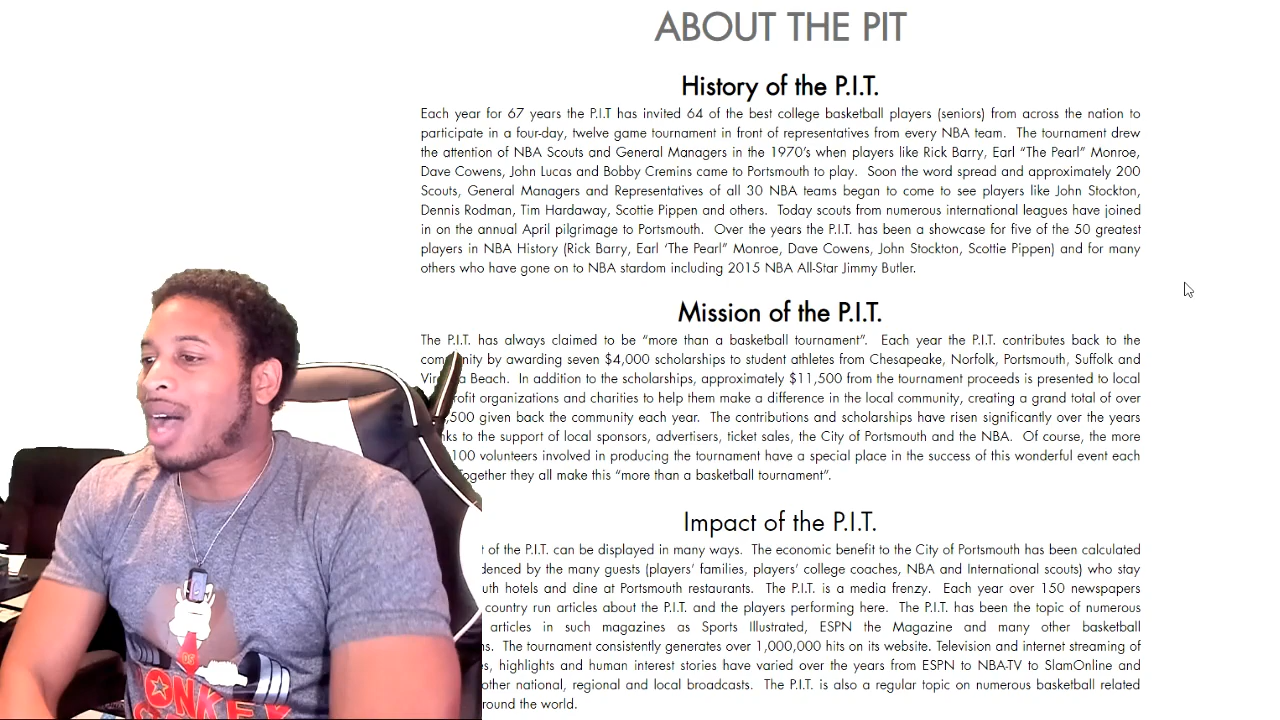 ABOUT THE PIT
History of the P.I.T.
Each year for 67 years the P.I.T has invited 64 of the best college basketball players (seniors) from across the nation to
participate in a four-day, twelve game tournament in front of representatives from every NBA team. The tournament drew
the attention of NBA Scouts and General Managers in the 1970's when players like Rick Barry, Earl "The Pearl" Monroe,
Dave Cowens, John Lucas and Bobby Cremins came to Portsmouth to play. Soon the word spread and approximately 200
Scouts, General Managers and Representatives of all 30 NBA teams began to come to see players like John Stockton,
Dennis Rodman, Tim Hardaway, Scottie Pippen and others. Today scouts from numerous international leagues have joined
in on the annual April pilgrimage to Portsmouth. Over the years the P.I.T. has been a showcase for five of the 50 greatest
players in NBA History (Rick Barry, Earl 'The Pearl" Monroe, Dave Cowens, John Stockton, Scottie Pippen) and for many
others who have gone on to NBA stardom including 2015 NBA All-Star Jimmy Butler.
Mission of the P.I.T.
The P.I.T. has always claimed to be "more than a basketball tournament". Each year the P.I.T. contributes back to the
by awarding seven $4,000 scholarships to student athletes from Chesapeake, Norfolk, Portsmouth, Suffolk and
Beach. In addition to the scholarships, approximately $11,500 from the tournament proceeds is presented to local
organizations and charities to help them make a difference in the local community, creating a grand total of over
,500 given back the community each year. The contributions and scholarships have risen significantly over the years
to the support of local sponsors, advertisers, ticket sales, the City of Portsmouth and the NBA. Of course, the more
100 volunteers involved in producing the tournament have a special place in the success of this wonderful event each
Together they all make this "more than a basketball tournament".
Impact of the P.I.T.
of the P.I.T. can be displayed in many ways. The economic benefit to the City of Portsmouth has been calculated
by the many guests (players' families, players' college coaches, NBA and International scouts) who stay
hotels and dine at Portsmouth restaurants. The P.I.T. is a media frenzy. Each year over 150 newspapers
country run articles about the P.I.T. and the players performing here. The P.I.T. has been the topic of numerous
articles in such magazines as Sports Illustrated, ESPN the Magazine and many other basketball
The tournament consistently generates over 1,000,000 hits on its website. Television and internet streaming of
highlights and human interest stories have varied over the years from ESPN to NBA-TV to SlamOnline and
other national, regional and local broadcasts. The P.I.T. is also a regular topic on numerous basketball related
the world.